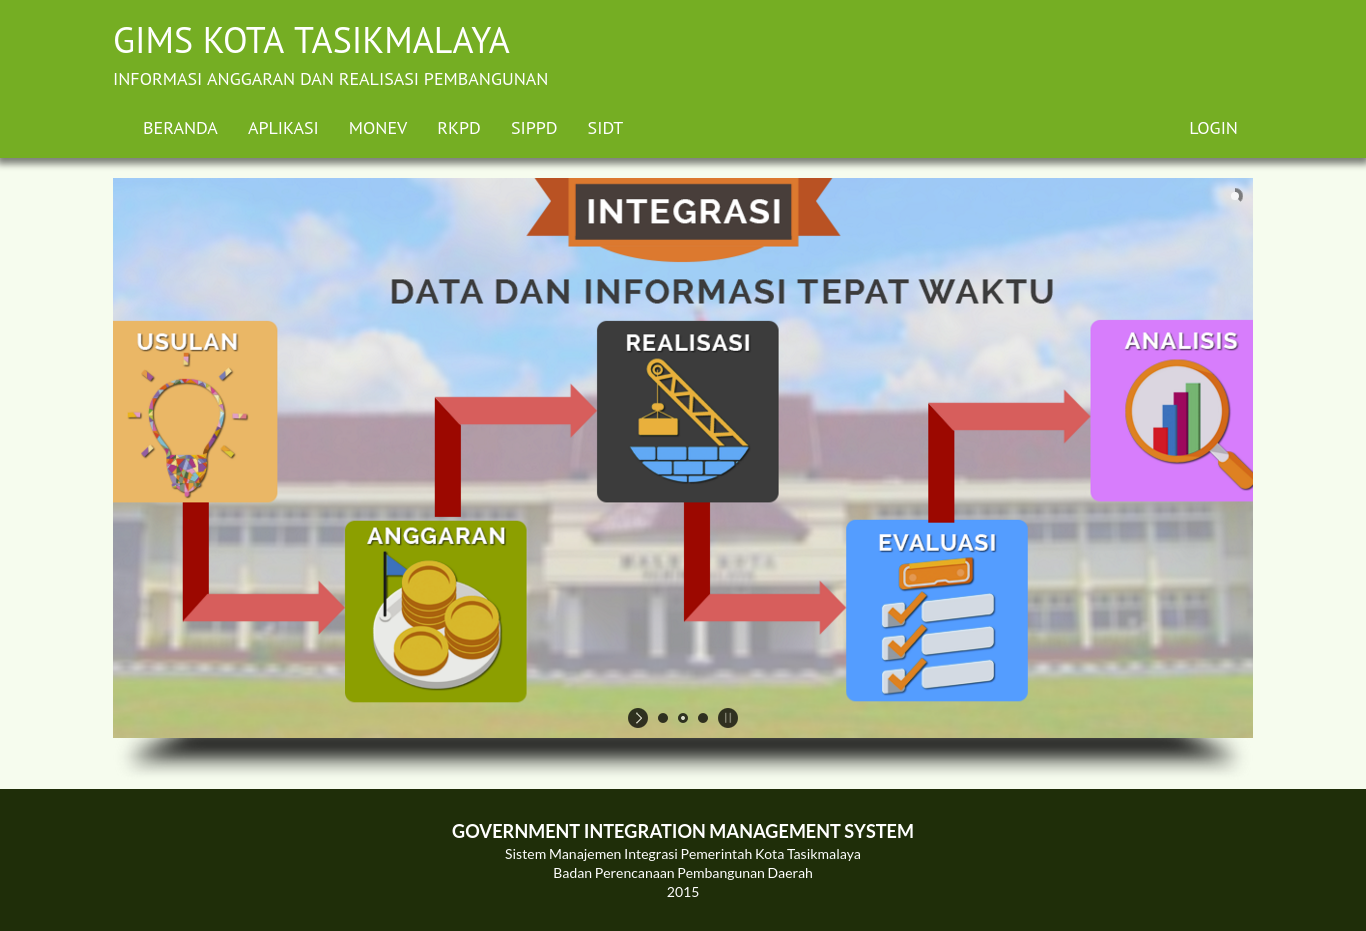 GIMS KOTA TASIKMALAYA
INFORMASI ANGGARAN DAN REALISASI PEMBANGUNAN
BERANDA APLIKASI MONEV RKPD SIPPD SIDT LOGIN
INTEGRASI
DATA DAN INFORMASI TEPAT WAKTU
USULAN
REALISASI
ANALISIS
ANGGARAN
EVALUASI
GOVERNMENT INTEGRATION MANAGEMENT SYSTEM
Sistem Manajemen Integrasi Pemerintah Kota Tasikmalaya
Badan Perencanaan Pembangunan Daerah
2015